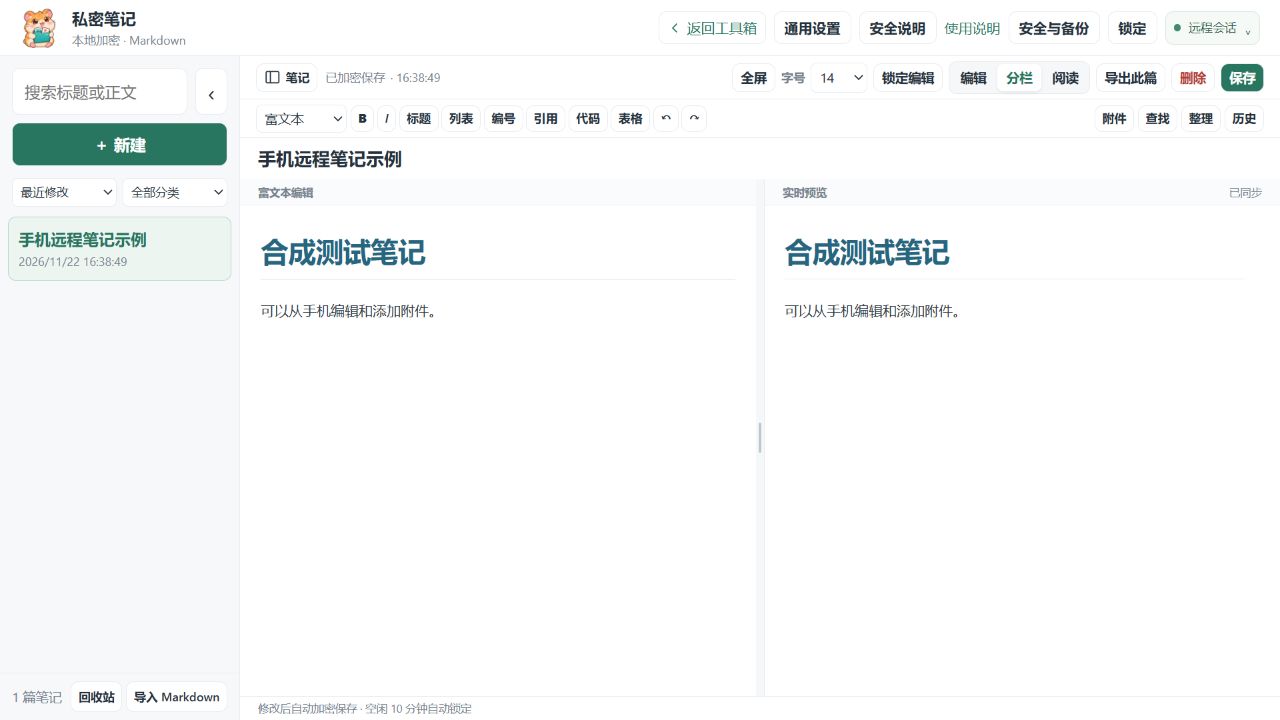 私密笔记
本地加密 · Markdown
返回工具箱 通用设置 安全说明 使用说明 安全与备份 锁定 远程会话
搜索标题或正文
+ 新建
最近修改 全部分类
手机远程笔记示例
2026/11/22 16:38:49
1 篇笔记 回收站 导入 Markdown
笔记 已加密保存 · 16:38:49 全屏 字号 14 锁定编辑 编辑 分栏 阅读 导出此篇 删除 保存
富文本 B I 标题 列表 编号 引用 代码 表格 附件 查找 整理 历史
手机远程笔记示例
富文本编辑
合成测试笔记
可以从手机编辑和添加附件。
实时预览 已同步
合成测试笔记
可以从手机编辑和添加附件。
修改后自动加密保存 · 空闲 10 分钟自动锁定